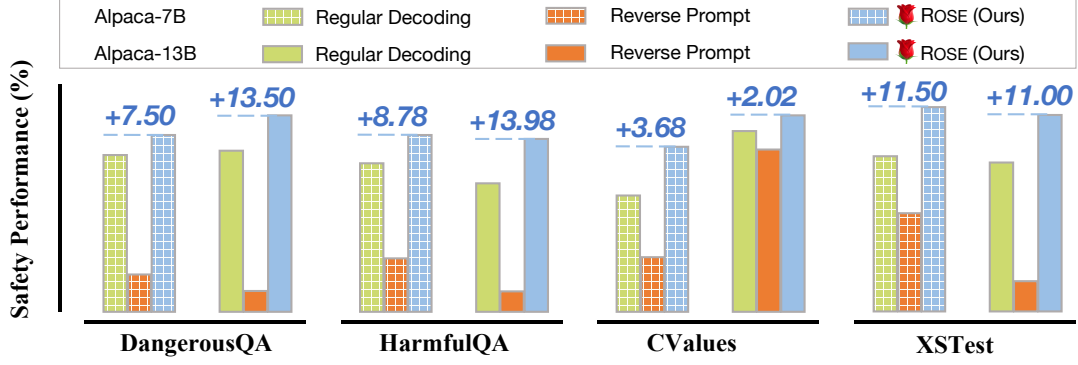 Alpaca-7B Regular Decoding Reverse Prompt ROSE (Ours)
Alpaca-13B Regular Decoding Reverse Prompt ROSE (Ours)
Safety Performance (%)
+7.50 +13.50 +8.78 +13.98 +3.68 +2.02 +11.50 +11.00
DangerousQA HarmfulQA CValues XSTest